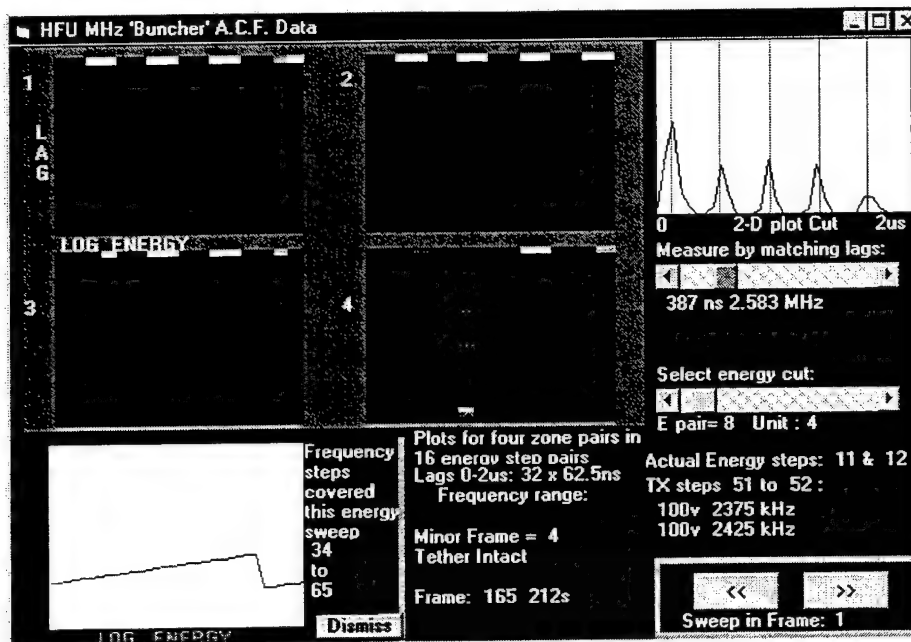 HFU MHz 'Buncher' A.C.F. Data
1
2
L
A
G
LOG ENERGY
3
4
0 2-D plot Cut 2us
Measure by matching lags:
387 ns 2.583 MHz
Select energy cut:
E pair= 8 Unit : 4
Actual Energy steps: 11 & 12
TX steps 51 to 52 :
100v 2375 kHz
100v 2425 kHz
<< >>
Sweep in Frame: 1
Frequency
steps
covered
this energy
sweep
34
to
65
Dismiss
LOG ENERGY
Plots for four zone pairs in
16 energy step pairs
Lags 0-2us: 32 x 62.5ns
Frequency range:
Minor Frame = 4
Tether Intact
Frame: 165 212s